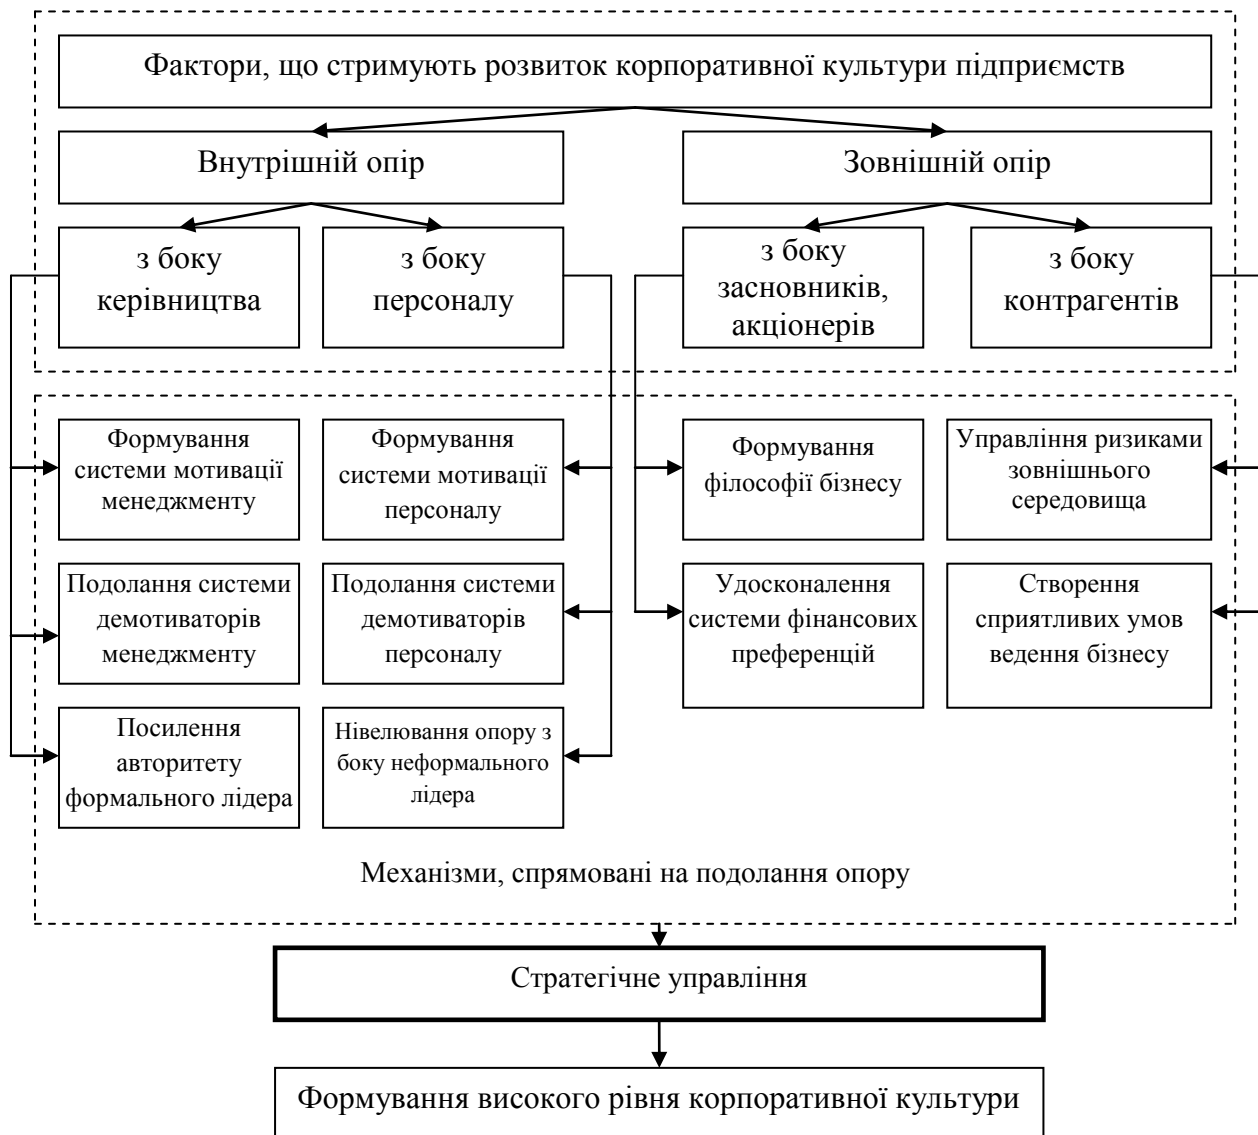 Фактори, що стримують розвиток корпоративної культури підприємств
Внутрішній опір
Зовнішній опір
з боку
керівництва
з боку
персоналу
з боку
засновників,
акціонерів
з боку
контрагентів
Формування
системи мотивації
менеджменту
Формування
системи мотивації
персоналу
Формування
філософії бізнесу
Управління ризиками
зовнішнього
середовища
Подолання системи
демотиваторів
менеджменту
Подолання системи
демотиваторів
персоналу
Удосконалення
системи фінансових
преференцій
Створення
сприятливих умов
ведення бізнесу
Посилення
авторитету
формального лідера
Нівелювання опору з
боку неформального
лідера
Механізми, спрямовані на подолання опору
Стратегічне управління
Формування високого рівня корпоративної культури